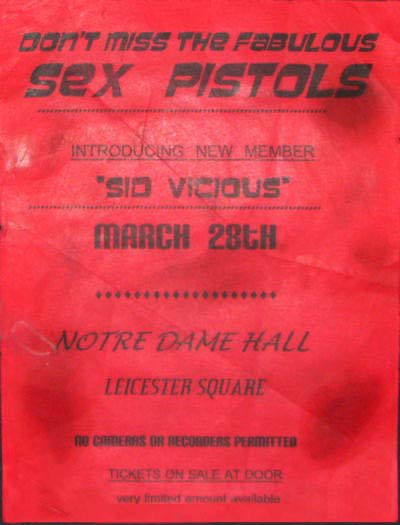 Don't miss the fabulous
Sex Pistols
INTRODUCING NEW MEMBER
"SID VICIOUS"
MARCH 28th
NOTRE DAME HALL
LEICESTER SQUARE
NO CAMERAS OR RECORDERS PERMITTED
TICKETS ON SALE AT DOOR
very limited amount available